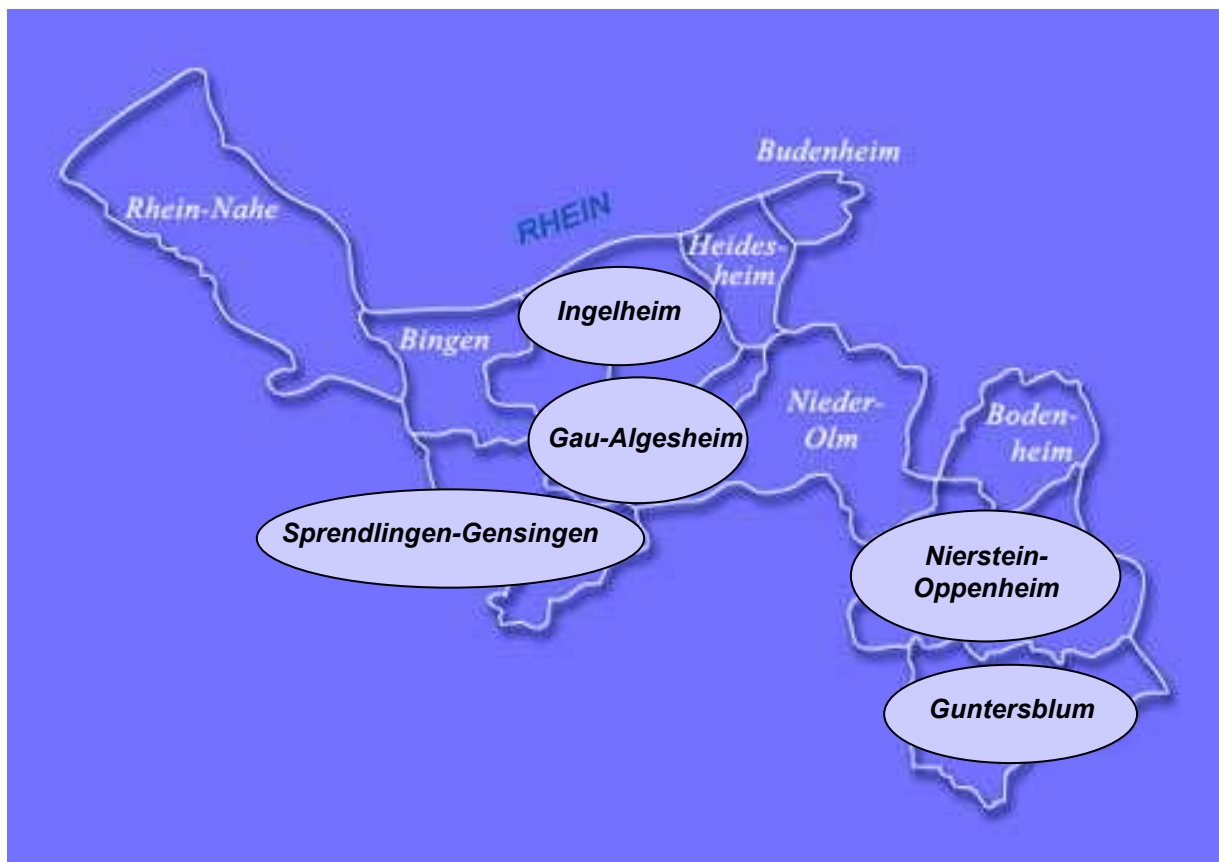 Budenheim
Rhein-Nahe
RHEIN
Heides-
heim
Ingelheim
Bingen
Nieder-
Olm
Boden-
heim
Gau-Algesheim
Sprendlingen-Gensingen
Nierstein-
Oppenheim
Guntersblum